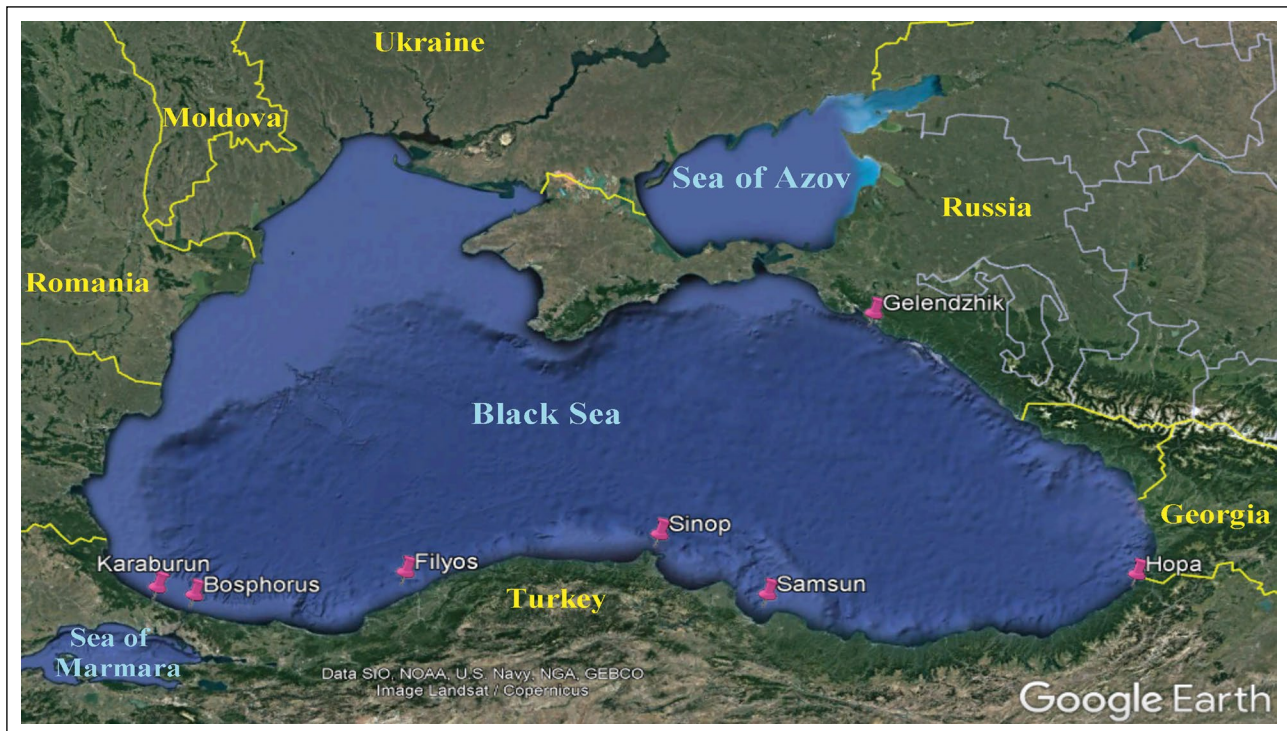 Ukraine
Moldova
Sea of Azov
Russia
Romania
Gelendzhik
Black Sea
Sinop
Georgia
Karaburun
Filyos
Hopa
Bosphorus
Turkey
Samsun
Sea of
Marmara
Data SIO, NOAA, U.S. Navy, NGA, GEBCO
Image Landsat / Copernicus
Google Earth